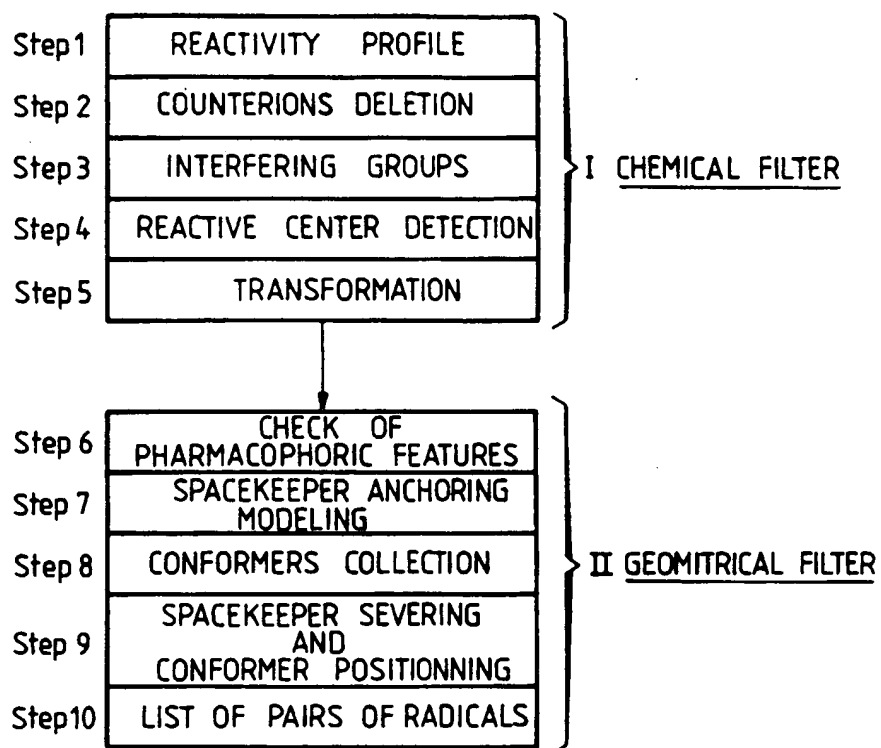 Step 1 REACTIVITY PROFILE
Step 2 COUNTERIONS DELETION
Step 3 INTERFERING GROUPS
Step 4 REACTIVE CENTER DETECTION
Step 5 TRANSFORMATION
I CHEMICAL FILTER
Step 6 CHECK OF
PHARMACOPHORIC FEATURES
Step 7 SPACEKEEPER ANCHORING
MODELING
Step 8 CONFORMERS COLLECTION
Step 9 SPACEKEEPER SEVERING
AND
CONFORMER POSITIONNING
Step 10 LIST OF PAIRS OF RADICALS
II GEOMITRICAL FILTER